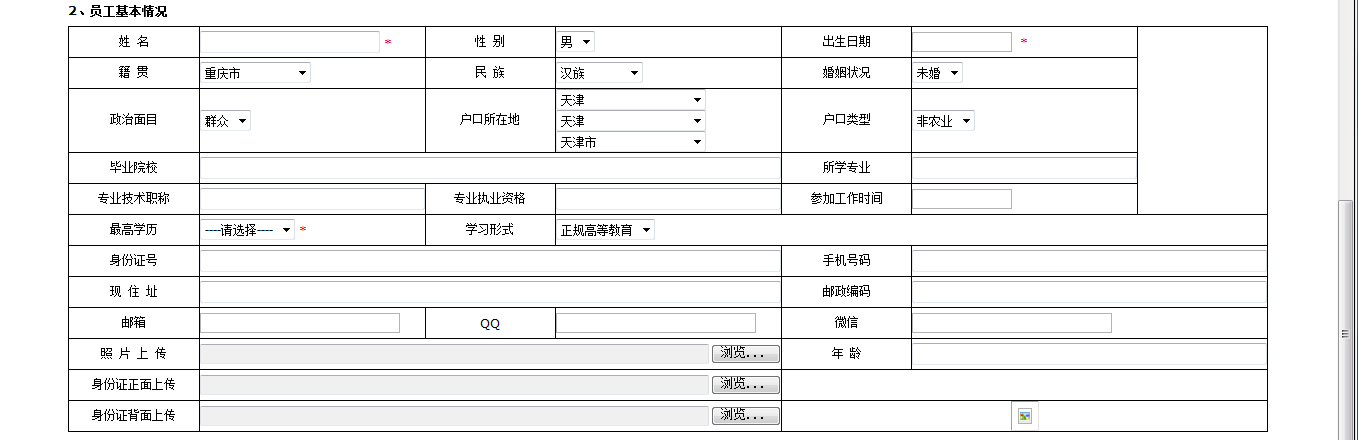 2、员工基本情况
姓 名 * 性 别 男 出生日期 *
籍 贯 重庆市 民 族 汉族 婚姻状况 未婚
政治面目 群众 户口所在地 天津 天津 天津市 户口类型 非农业
毕业院校 所学专业
专业技术职称 专业执业资格 参加工作时间
最高学历 ----请选择---- * 学习形式 正规高等教育
身份证号 手机号码
现 住 址 邮政编码
邮箱 QQ 微信
照 片 上 传 浏览... 年 龄
身份证正面上传 浏览...
身份证背面上传 浏览...